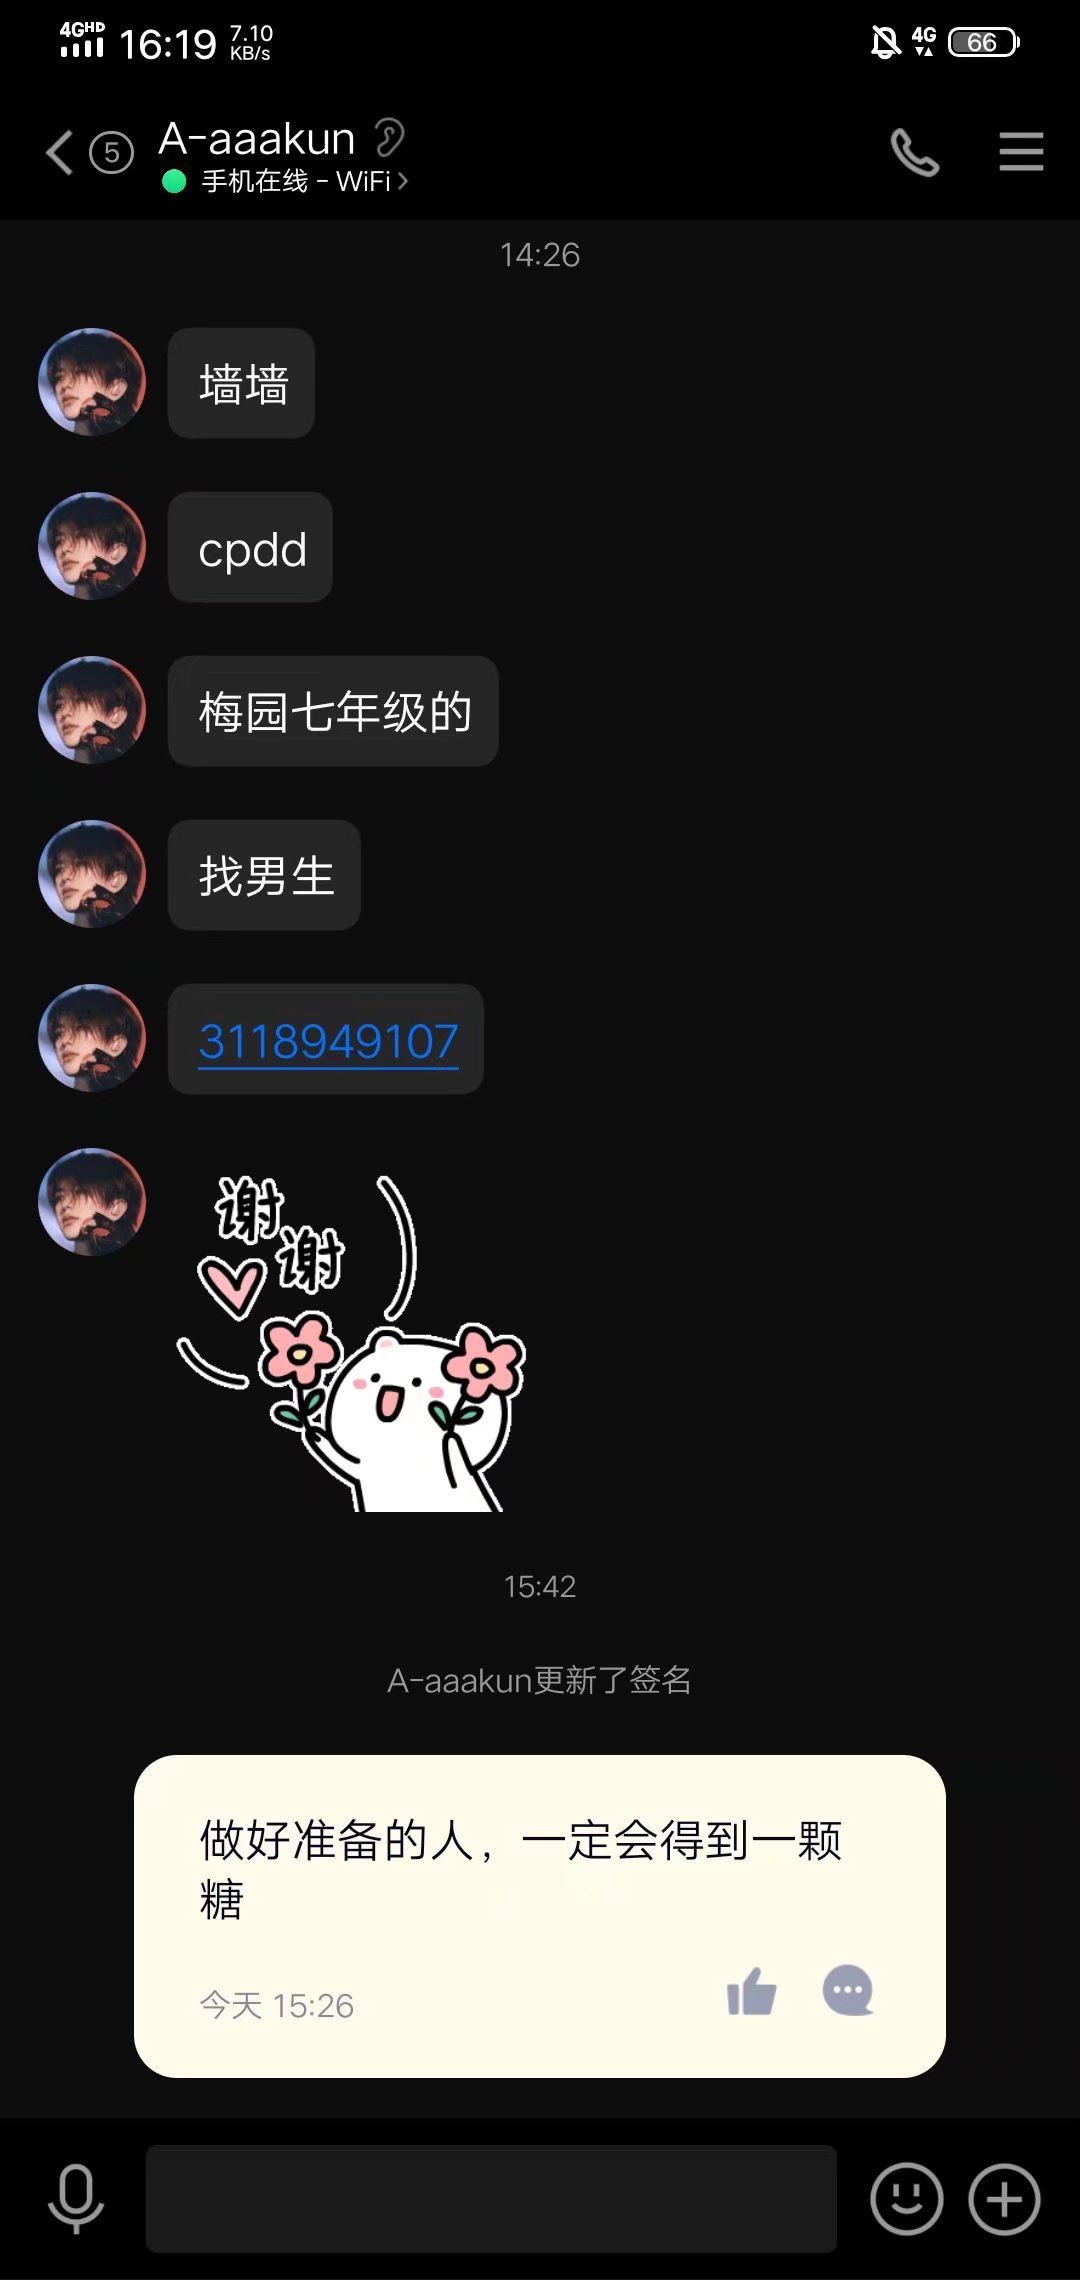 4GHD 16:19 7.10 KB/s 4G 66
5 A-aaakun
手机在线 - WiFi
14:26
墙墙
cpdd
梅园七年级的
找男生
3118949107
谢
谢
15:42
A-aaakun更新了签名
做好准备的人，一定会得到一颗
糖
今天 15:26